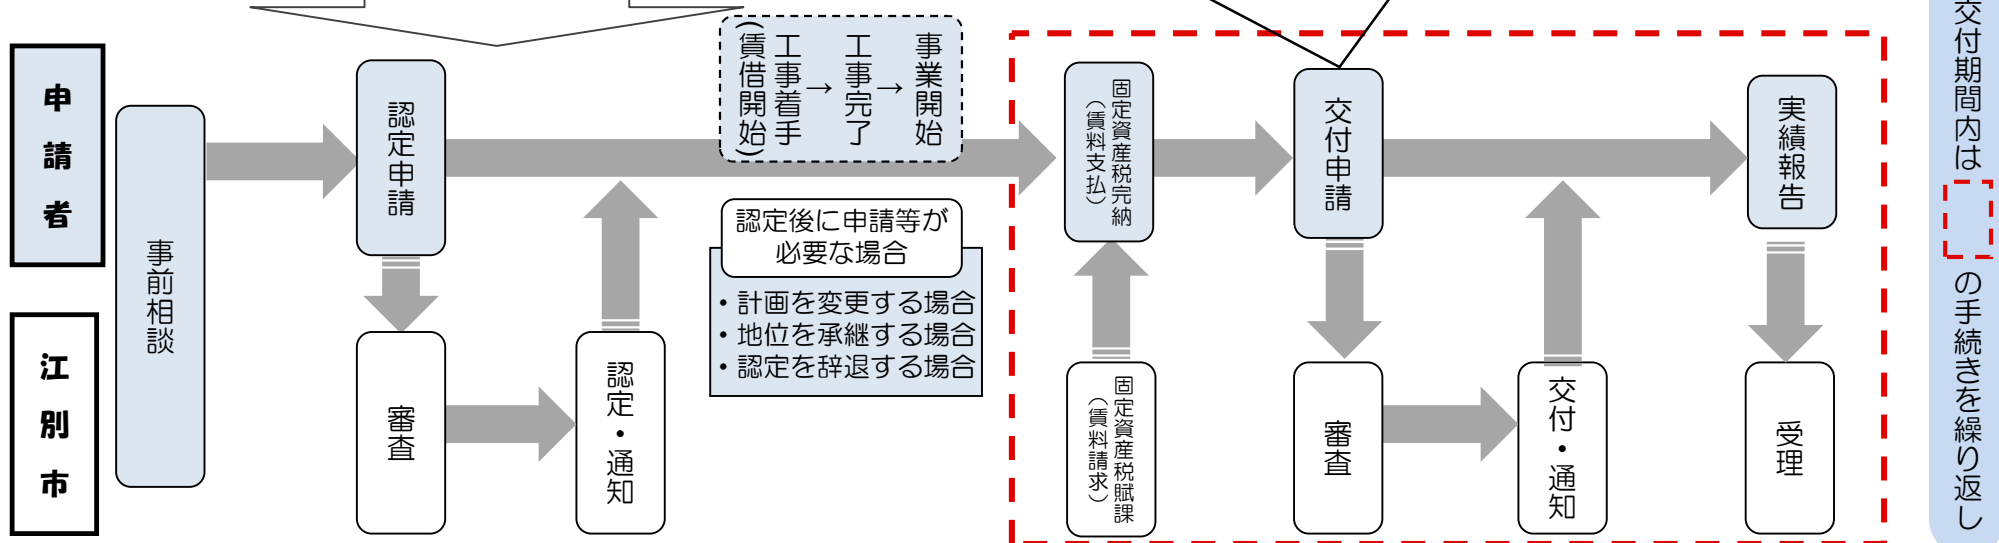 申請者
江別市
事前相談
認定申請
審査
認定・通知
(賃借開始)
工事着手→
工事完了→
事業開始
認定後に申請等が
必要な場合
・計画を変更する場合
・地位を承継する場合
・認定を辞退する場合
固定資産税完納
(賃料支払)
固定資産税賦課
(賃料請求)
交付申請
審査
交付・通知
実績報告
受理
交付期間内は の手続きを繰り返し